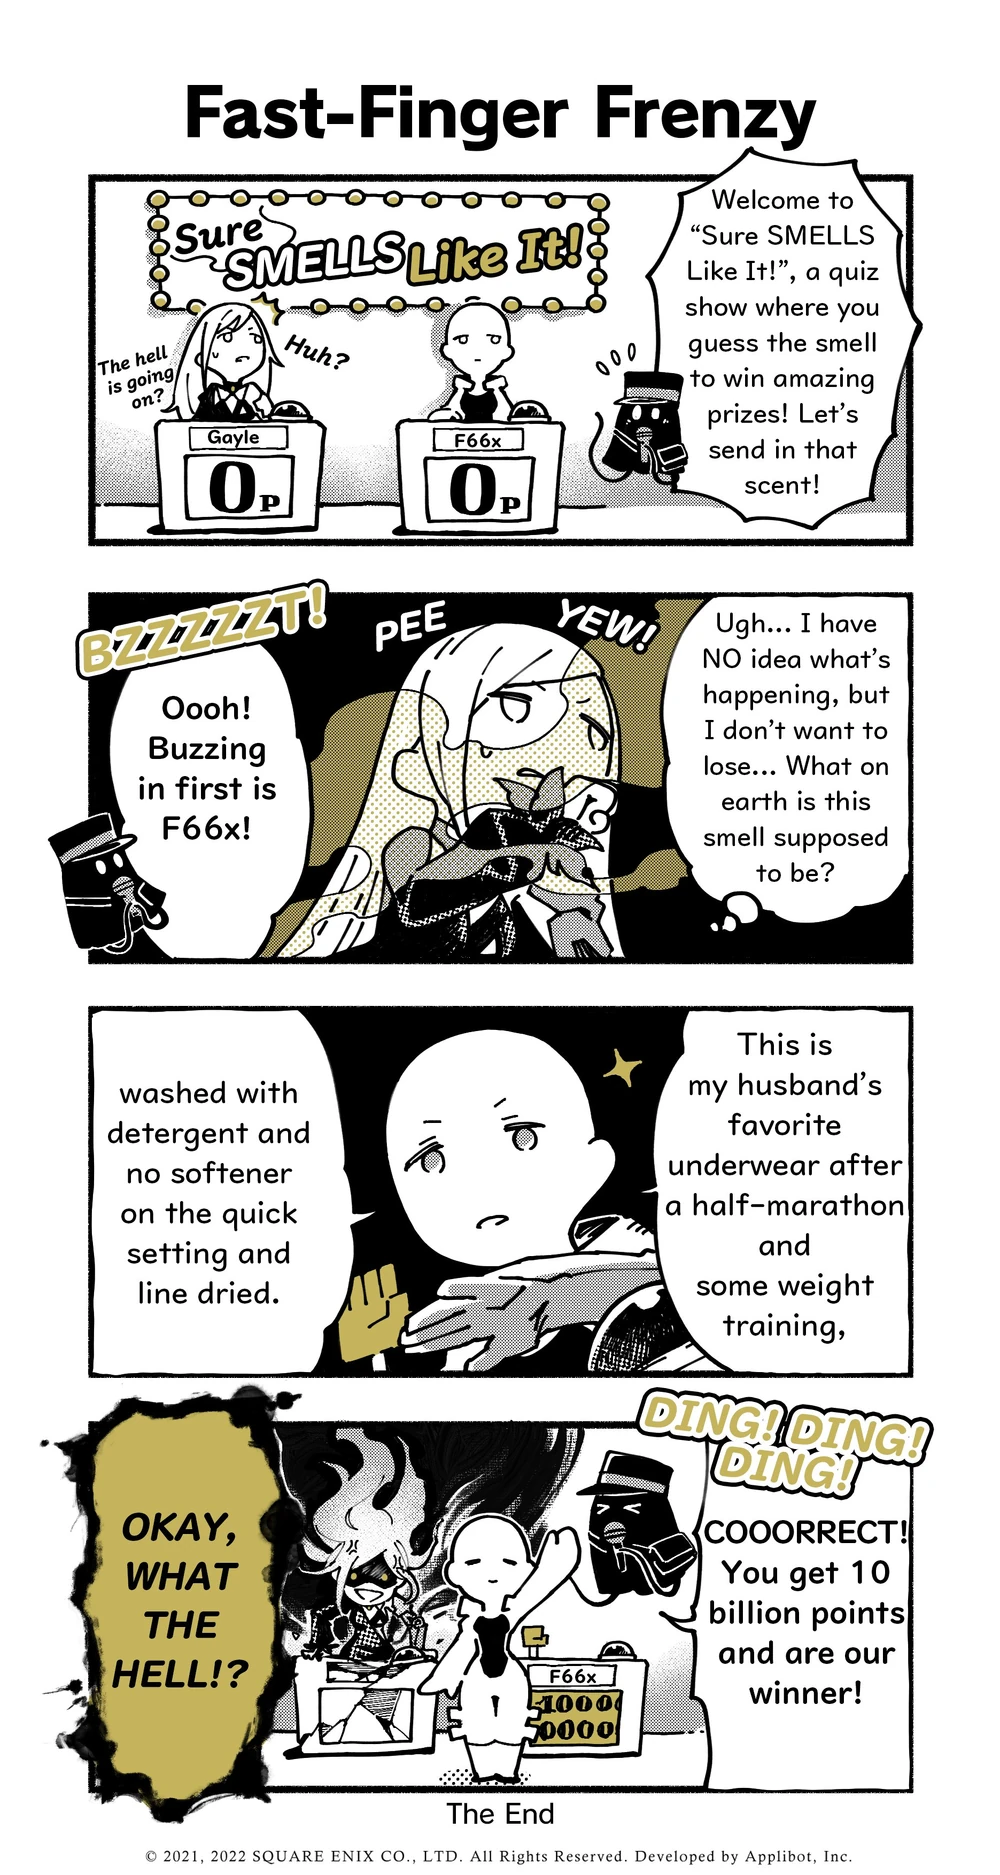 Fast-Finger Frenzy
Sure
SMELLS Like It!
The hell
is going
on?
Huh?
Gayle
0P
F66x
0P
Welcome to
“Sure SMELLS
Like It!”, a quiz
show where you
guess the smell
to win amazing
prizes! Let’s
send in that
scent!
BZZZZZT!
Oooh!
Buzzing
in first is
F66x!
PEE
YEW!
Ugh... I have
NO idea what’s
happening, but
I don’t want to
lose... What on
earth is this
smell supposed
to be?
This is
my husband’s
favorite
underwear after
a half-marathon
and
some weight
training,
washed with
detergent and
no softener
on the quick
setting and
line dried.
DING! DING!
DING!
COOORRECT!
You get 10
billion points
and are our
winner!
F66x
1000
0000
OKAY,
WHAT
THE
HELL!?
The End
© 2021, 2022 SQUARE ENIX CO., LTD. All Rights Reserved. Developed by Applibot, Inc.